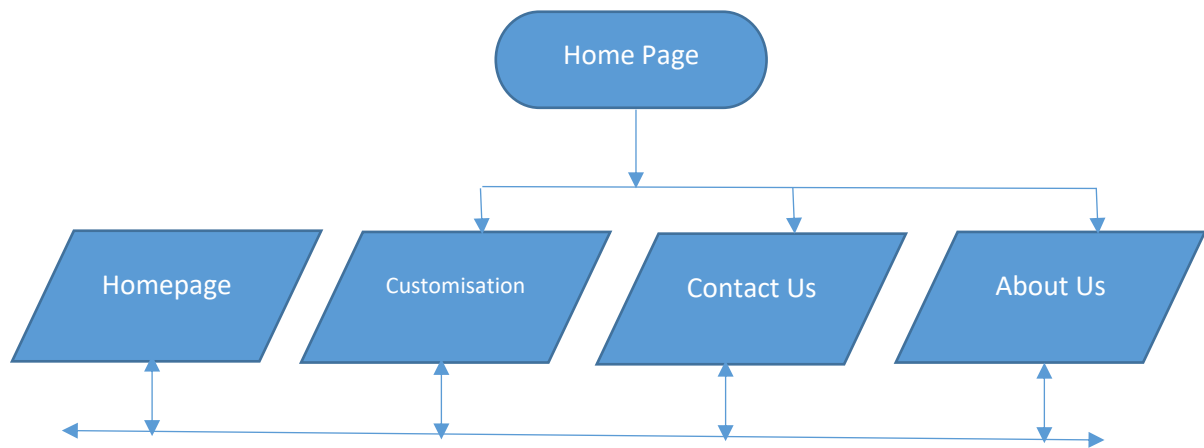 Home Page
Homepage
Customisation
Contact Us
About Us